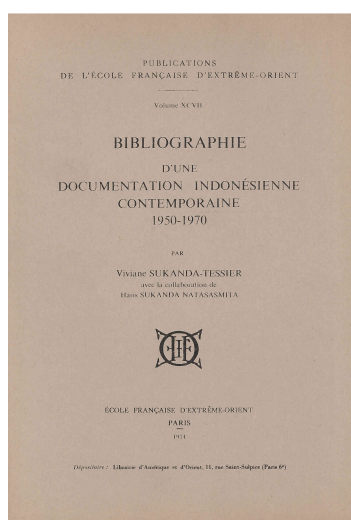 PUBLICATIONS
DE L'ÉCOLE FRANÇAISE D'EXTRÊME-ORIENT
Volume XCVII
BIBLIOGRAPHIE
D'UNE
DOCUMENTATION INDONÉSIENNE
CONTEMPORAINE
1950-1970
PAR
Viviane SUKANDA-TESSIER
avec la collaboration de
Haris SUKANDA NATASASMITA
ÉCOLE FRANÇAISE D'EXTRÊME-ORIENT
PARIS
1974
Dépositaire : Librairie d'Amérique et d'Orient, 11, rue Saint-Sulpice (Paris 6e)